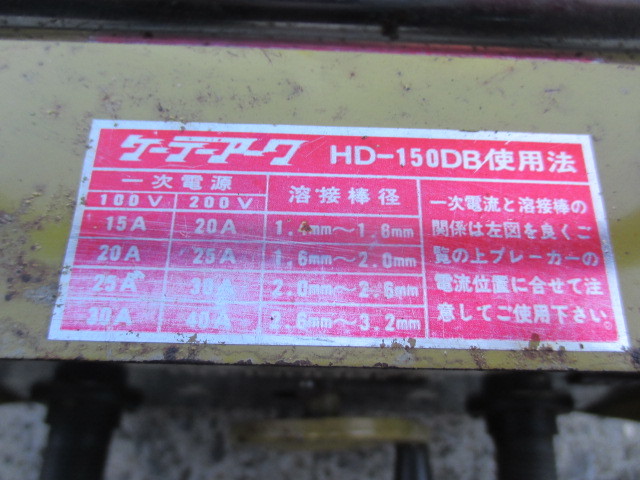 ケーデーアーク HD-150DB使用法
一次電源 溶接棒径
100V 200V
15A 20A 1.4mm〜1.6mm
20A 25A 1.6mm〜2.0mm
25A 30A 2.0mm〜2.6mm
30A 40A 2.6mm〜3.2mm
一次電流と溶接棒の
関係は左図を良くご
覧の上ブレーカーの
電流位置に合せて注
意してご使用下さい。